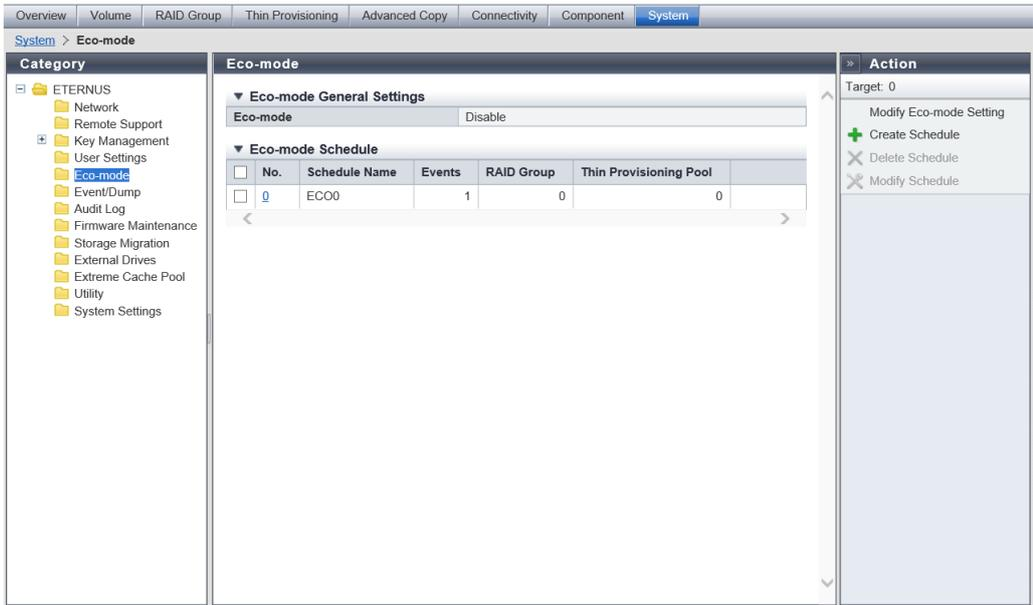 Overview Volume RAID Group Thin Provisioning Advanced Copy Connectivity Component System
System > Eco-mode
Category
ETERNUS
Network
Remote Support
Key Management
User Settings
Eco-mode
Event/Dump
Audit Log
Firmware Maintenance
Storage Migration
External Drives
Extreme Cache Pool
Utility
System Settings
Eco-mode
Eco-mode General Settings
Eco-mode Disable
Eco-mode Schedule
No. Schedule Name Events RAID Group Thin Provisioning Pool
0 ECO0 1 0 0
» Action
Target: 0
Modify Eco-mode Setting
Create Schedule
Delete Schedule
Modify Schedule